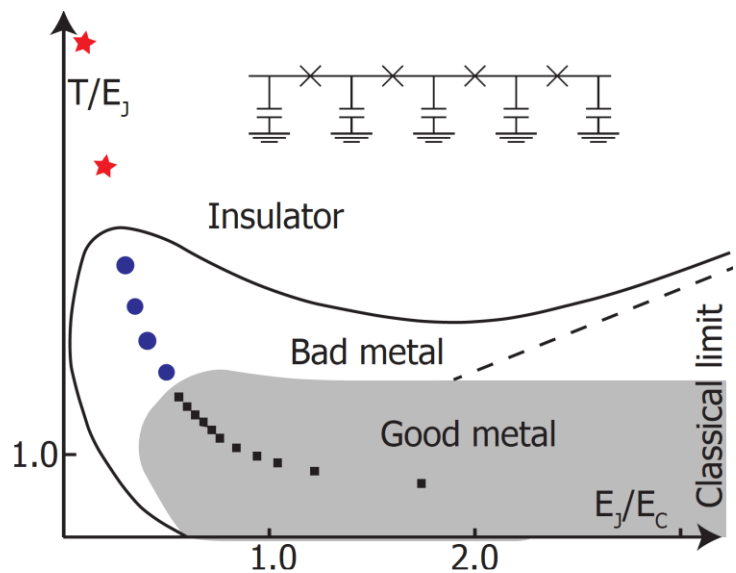 T/E_J
Insulator
Bad metal
Good metal
Classical limit
1.0
E_J/E_C
1.0
2.0